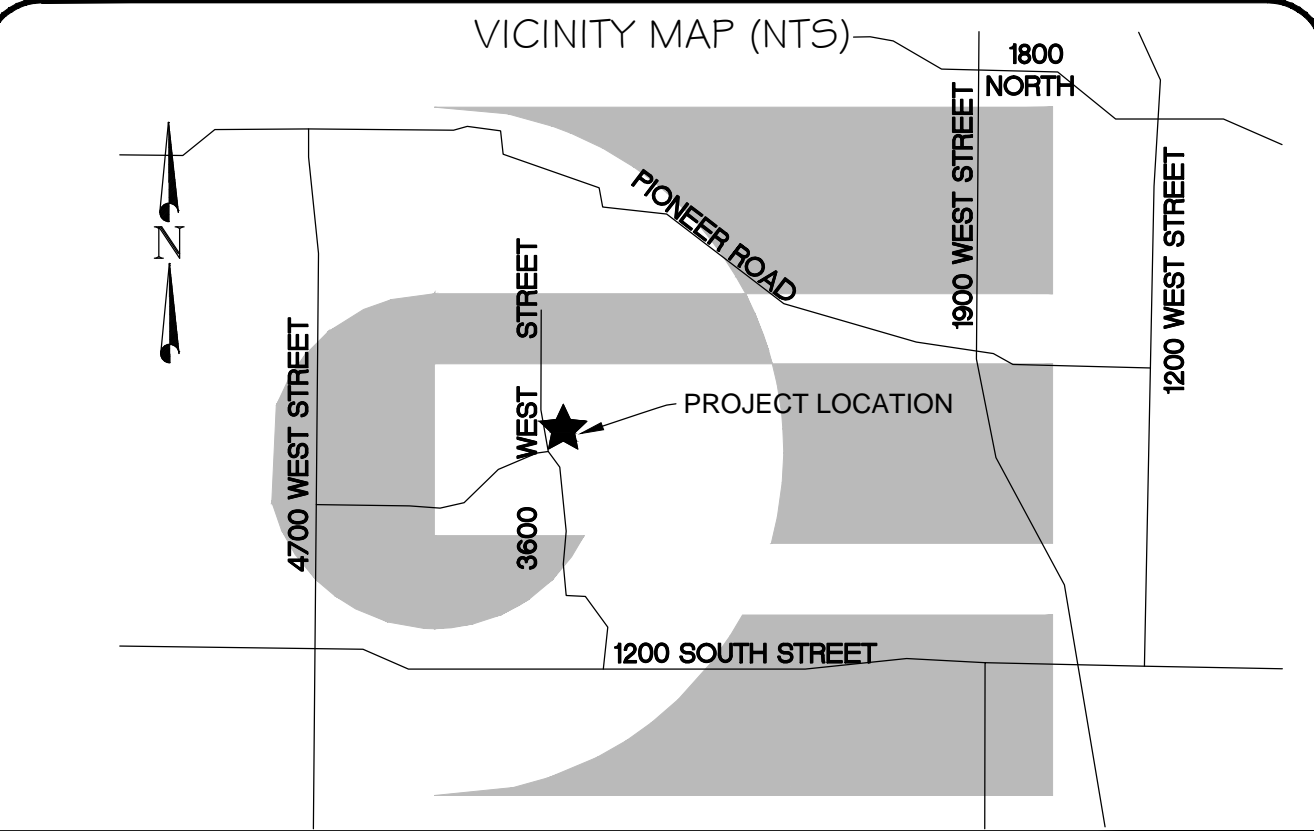 VICINITY MAP (NTS)
1800
NORTH
1900 WEST STREET
1200 WEST STREET
PIONEER ROAD
N
4700 WEST STREET
3600 WEST STREET
PROJECT LOCATION
1200 SOUTH STREET